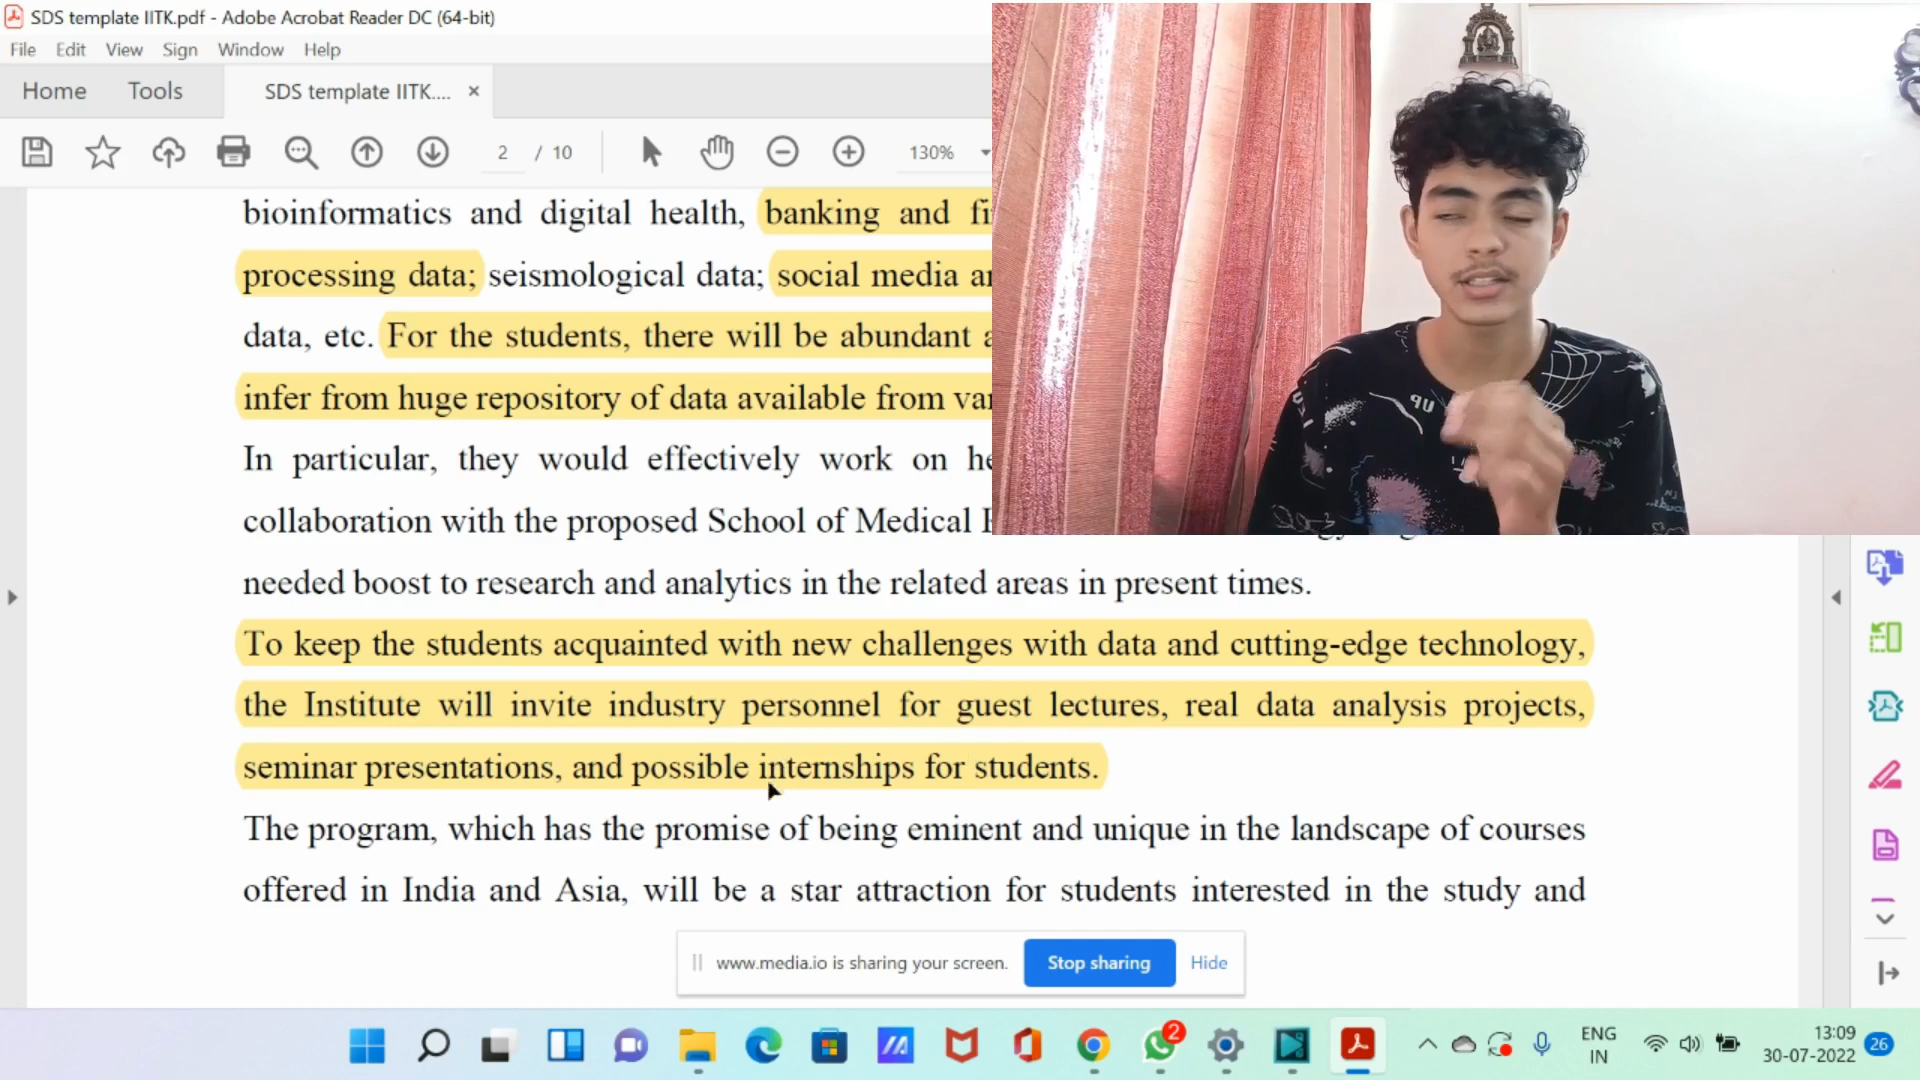 SDS template IITK.pdf - Adobe Acrobat Reader DC (64-bit)
File Edit View Sign Window Help
Home Tools SDS template IITK.... ×
2 / 10 130%
bioinformatics and digital health, banking and
processing data; seismological data; social media
data, etc. For the students, there will be abundant
infer from huge repository of data available from
In particular, they would effectively work on
collaboration with the proposed School of Medical
needed boost to research and analytics in the related areas in present times.
To keep the students acquainted with new challenges with data and cutting-edge technology,
the Institute will invite industry personnel for guest lectures, real data analysis projects,
seminar presentations, and possible internships for students.
The program, which has the promise of being eminent and unique in the landscape of courses
offered in India and Asia, will be a star attraction for students interested in the study and
www.media.io is sharing your screen. Stop sharing Hide
UP
2
ENG
IN
13:09
30-07-2022
26